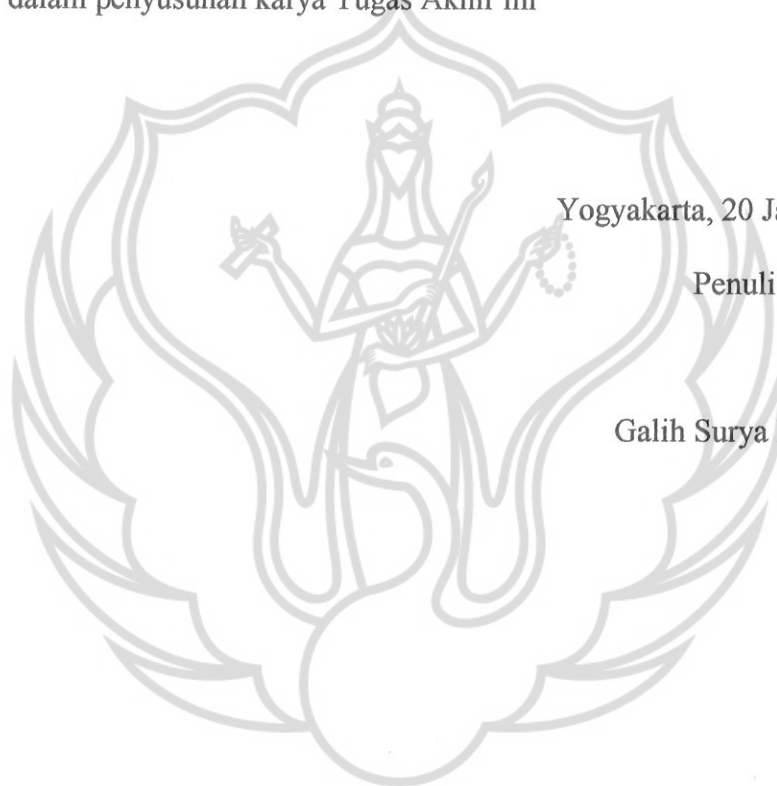 dalam penyusunan karya Tugas Akhir ini
Yogyakarta, 20 Ja
Penuli
Galih Surya